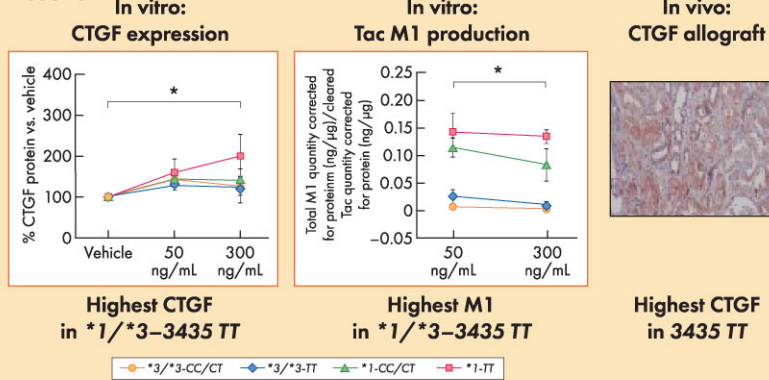 In vitro:
CTGF expression
% CTGF protein vs. vehicle
400
300
200
100
0
*
Vehicle
50
ng/mL
300
ng/mL
Highest CTGF
in *1/*3–3435 TT
In vitro:
Tac M1 production
Total M1 quantity corrected
for proteinm (ng/µg)/cleared
Tac quantity corrected
for protein (ng/µg)
0.25
0.20
0.15
0.10
0.05
0
–0.05
*
50
ng/mL
300
ng/mL
Highest M1
in *1/*3–3435 TT
In vivo:
CTGF allograft
Highest CTGF
in 3435 TT
*3/*3-CC/CT
*3/*3-TT
*1-CC/CT
*1-TT